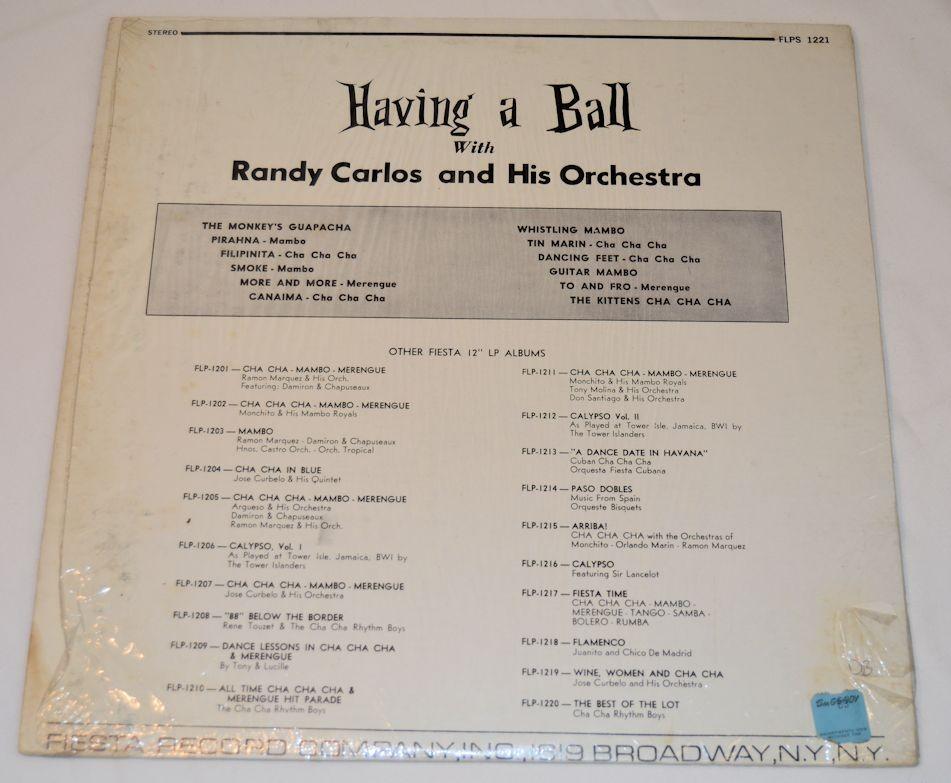 STEREO
FLPS 1221
Having a Ball
With
Randy Carlos and His Orchestra
THE MONKEY'S GUAPACHA
PIRAHNA - Mambo
FILIPINITA - Cha Cha Cha
SMOKE - Mambo
MORE AND MORE - Merengue
CANAIMA - Cha Cha Cha
WHISTLING MAMBO
TIN MARIN - Cha Cha Cha
DANCING FEET - Cha Cha Cha
GUITAR MAMBO
TO AND FRO - Merengue
THE KITTENS CHA CHA CHA
OTHER FIESTA 12" LP ALBUMS
FLP-1201 — CHA CHA - MAMBO - MERENGUE
Ramon Marquez & His Orch.
Featuring: Damiron & Chapuseaux
FLP-1202 — CHA CHA CHA - MAMBO - MERENGUE
Monchito & His Mambo Royals
FLP-1203 — MAMBO
Ramon Marquez - Damiron & Chapuseaux
Hnos. Castro Orch. - Orch. Tropical
FLP-1204 — CHA CHA IN BLUE
Jose Curbelo & His Quintet
FLP-1205 — CHA CHA CHA - MAMBO - MERENGUE
Argueso & His Orchestra
Damiron & Chapuseaux
Ramon Marquez & His Orch.
FLP-1206 — CALYPSO, Vol. I
As Played at Tower Isle, Jamaica, BWI by
The Tower Islanders
FLP-1207 — CHA CHA CHA - MAMBO - MERENGUE
Jose Curbelo & His Orchestra
FLP-1208 — "88" BELOW THE BORDER
Rene Touzet & The Cha Cha Rhythm Boys
FLP-1209 — DANCE LESSONS IN CHA CHA CHA
& MERENGUE
By Tony & Lucille
FLP-1210 — ALL TIME CHA CHA CHA &
MERENGUE HIT PARADE
The Cha Cha Rhythm Boys
FLP-1211 — CHA CHA CHA - MAMBO - MERENGUE
Monchito & His Mambo Royals
Tony Molina & His Orchestra
Don Santiago & His Orchestra
FLP-1212 — CALYPSO Vol. II
As Played at Tower Isle, Jamaica, BWI by
The Tower Islanders
FLP-1213 — "A DANCE DATE IN HAVANA"
Cuban Cha Cha Cha
Orquesta Fiesta Cubana
FLP-1214 — PASO DOBLES
Music From Spain
Orqueste Bisquets
FLP-1215 — ARRIBA!
CHA CHA CHA with the Orchestras of
Monchito - Orlando Marin - Ramon Marquez
FLP-1216 — CALYPSO
Featuring Sir Lancelot
FLP-1217 — FIESTA TIME
CHA CHA CHA - MAMBO -
MERENGUE - TANGO - SAMBA -
BOLERO - RUMBA
FLP-1218 — FLAMENCO
Juanito and Chico De Madrid
FLP-1219 — WINE, WOMEN AND CHA CHA
Jose Curbelo and His Orchestra
FLP-1220 — THE BEST OF THE LOT
Cha Cha Rhythm Boys
FIESTA RECORD COMPANY, INC., 1619 BROADWAY, N.Y., N.Y.